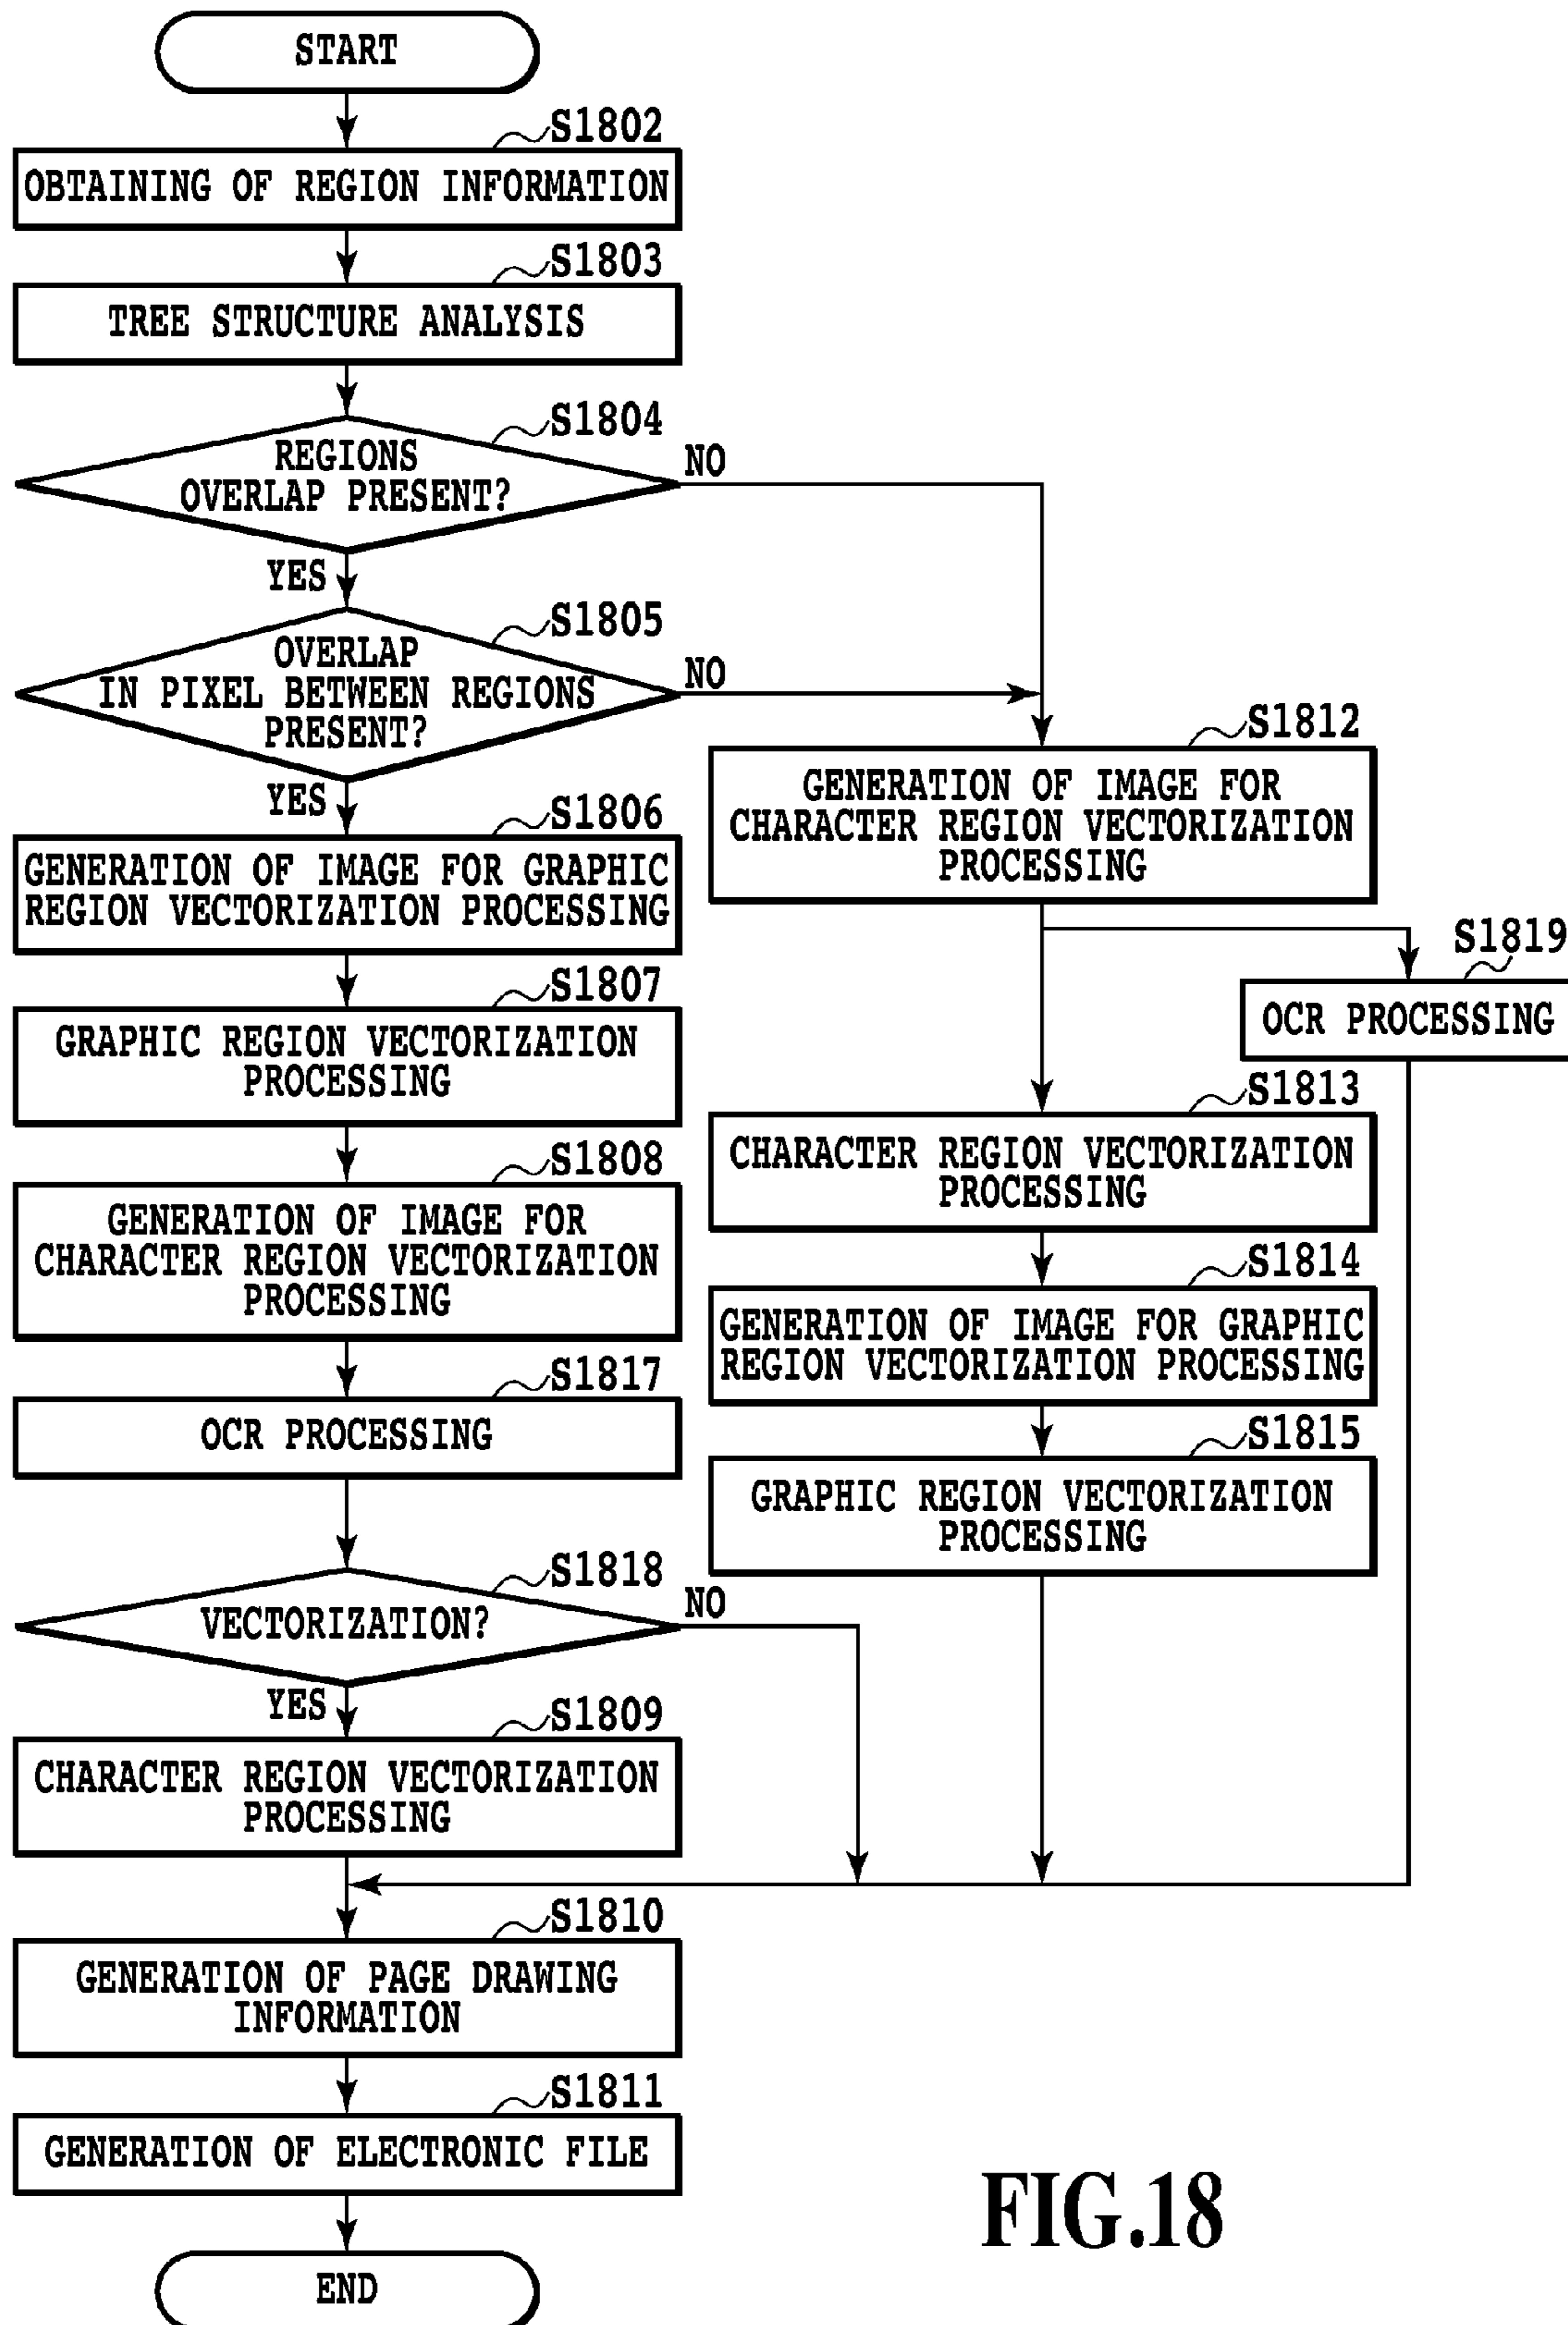 START
S1802
OBTAINING OF REGION INFORMATION
S1803
TREE STRUCTURE ANALYSIS
S1804
REGIONS
OVERLAP PRESENT?
NO
YES
S1805
OVERLAP
IN PIXEL BETWEEN REGIONS
PRESENT?
NO
YES
S1806
GENERATION OF IMAGE FOR GRAPHIC
REGION VECTORIZATION PROCESSING
S1807
GRAPHIC REGION VECTORIZATION
PROCESSING
S1808
GENERATION OF IMAGE FOR
CHARACTER REGION VECTORIZATION
PROCESSING
S1817
OCR PROCESSING
S1818
VECTORIZATION?
NO
YES
S1809
CHARACTER REGION VECTORIZATION
PROCESSING
S1812
GENERATION OF IMAGE FOR
CHARACTER REGION VECTORIZATION
PROCESSING
S1819
OCR PROCESSING
S1813
CHARACTER REGION VECTORIZATION
PROCESSING
S1814
GENERATION OF IMAGE FOR GRAPHIC
REGION VECTORIZATION PROCESSING
S1815
GRAPHIC REGION VECTORIZATION
PROCESSING
S1810
GENERATION OF PAGE DRAWING
INFORMATION
S1811
GENERATION OF ELECTRONIC FILE
END
FIG.18